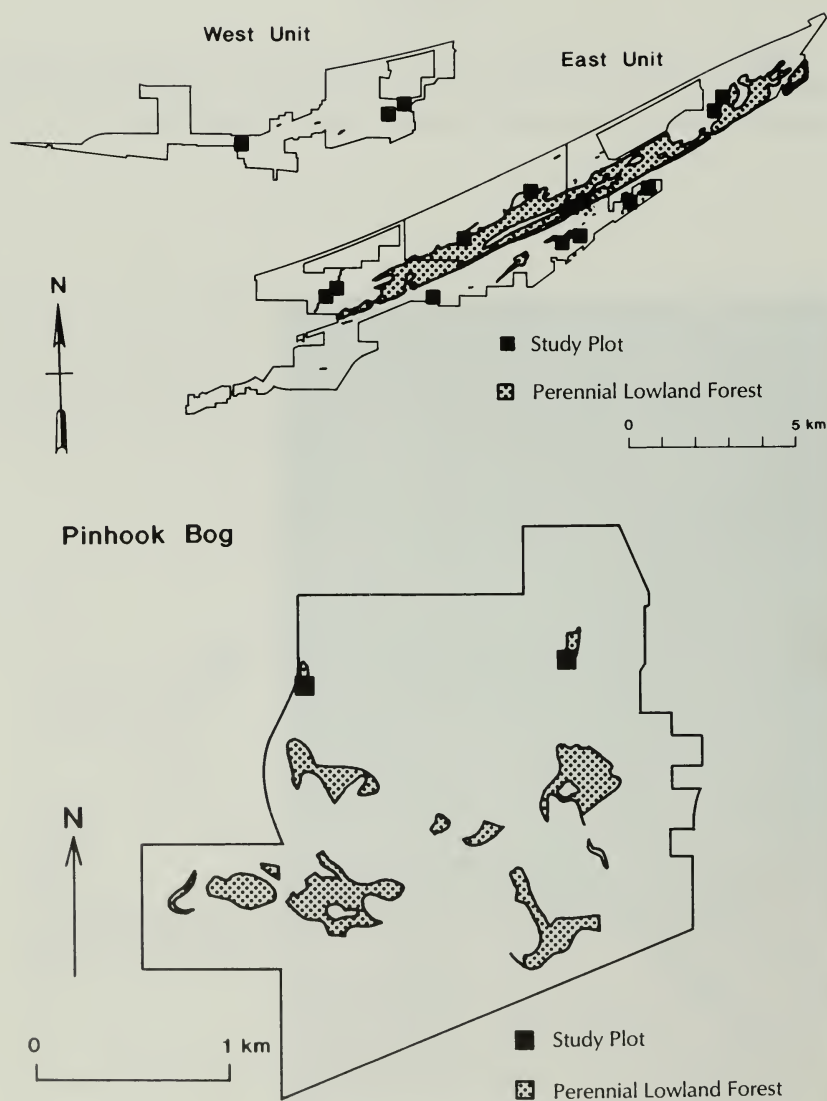 West Unit
East Unit
N
Study Plot
Perennial Lowland Forest
0 5 km
Pinhook Bog
N
0 1 km
Study Plot
Perennial Lowland Forest